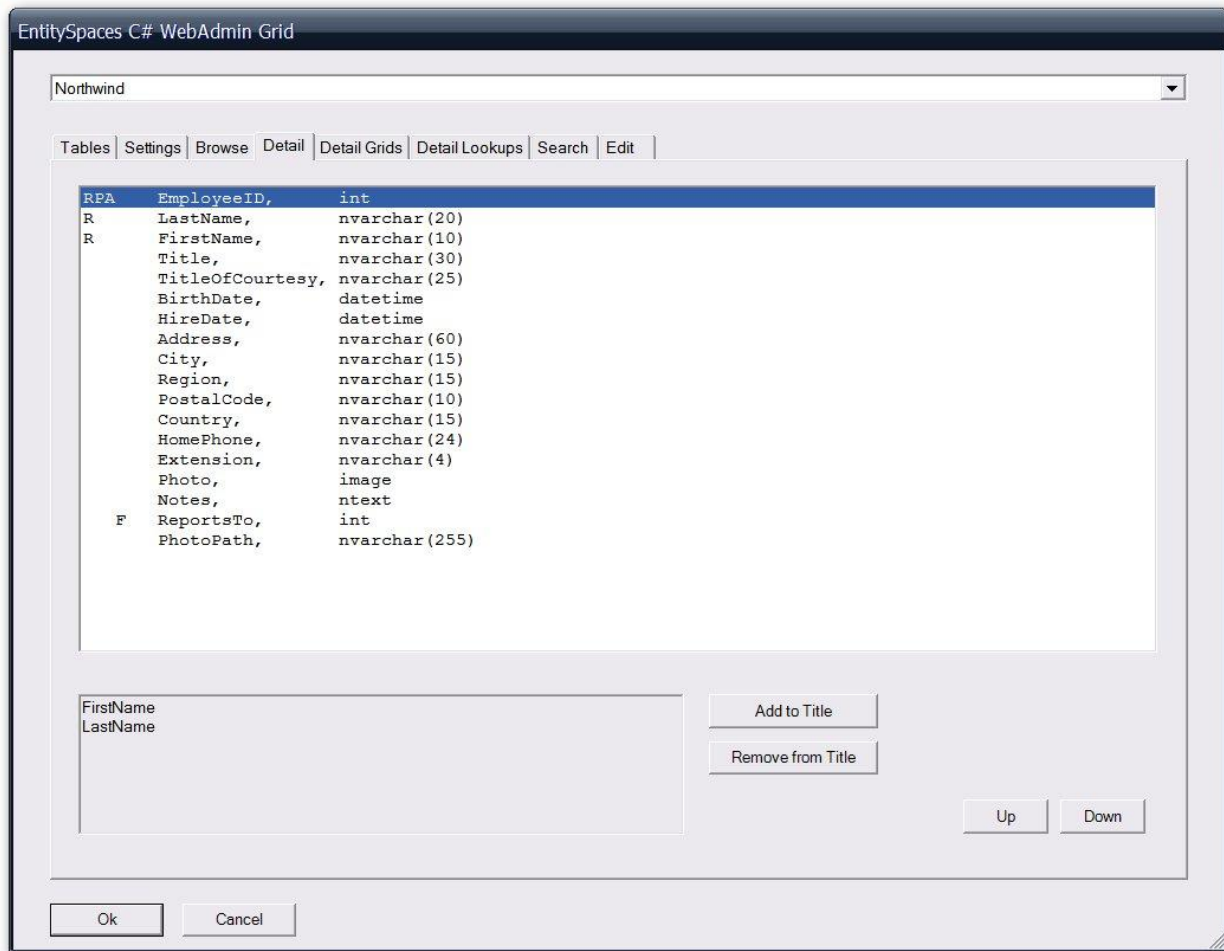 EntitySpaces C# WebAdmin Grid
Northwind
Tables Settings Browse Detail Detail Grids Detail Lookups Search Edit
RPA EmployeeID, int
R LastName, nvarchar(20)
R FirstName, nvarchar(10)
Title, nvarchar(30)
TitleOfCourtesy, nvarchar(25)
BirthDate, datetime
HireDate, datetime
Address, nvarchar(60)
City, nvarchar(15)
Region, nvarchar(15)
PostalCode, nvarchar(10)
Country, nvarchar(15)
HomePhone, nvarchar(24)
Extension, nvarchar(4)
Photo, image
Notes, ntext
F ReportsTo, int
PhotoPath, nvarchar(255)
FirstName
LastName
Add to Title
Remove from Title
Up Down
Ok Cancel